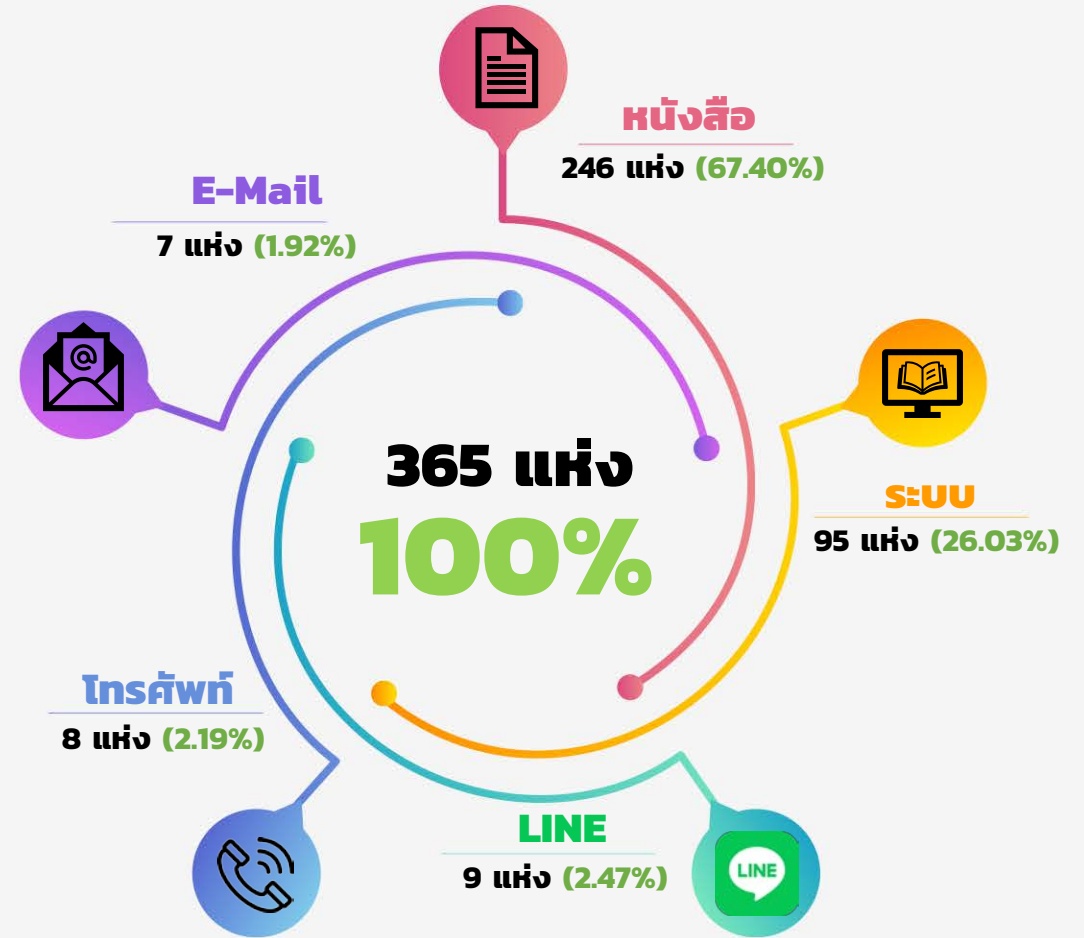 หนังสือ
246 แห่ง (67.40%)
E-Mail
7 แห่ง (1.92%)
@
365 แห่ง
100%
ระบบ
95 แห่ง (26.03%)
โทรศัพท์
8 แห่ง (2.19%)
LINE
9 แห่ง (2.47%)
LINE